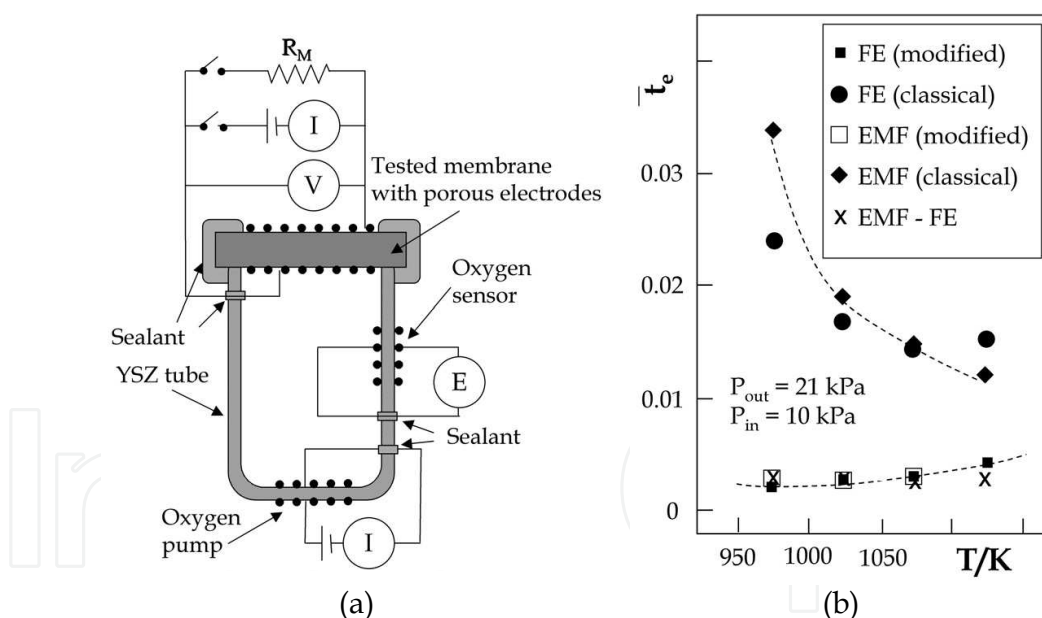 R_M
I
V
Tested membrane
with porous electrodes
Oxygen
sensor
Sealant
YSZ tube
E
Sealant
Oxygen
pump
I
(a)
t̅_e
FE (modified)
FE (classical)
EMF (modified)
EMF (classical)
x EMF - FE
0.03
0.02
0.01
0
P_out = 21 kPa
P_in = 10 kPa
950 1000 1050 T/K
(b)